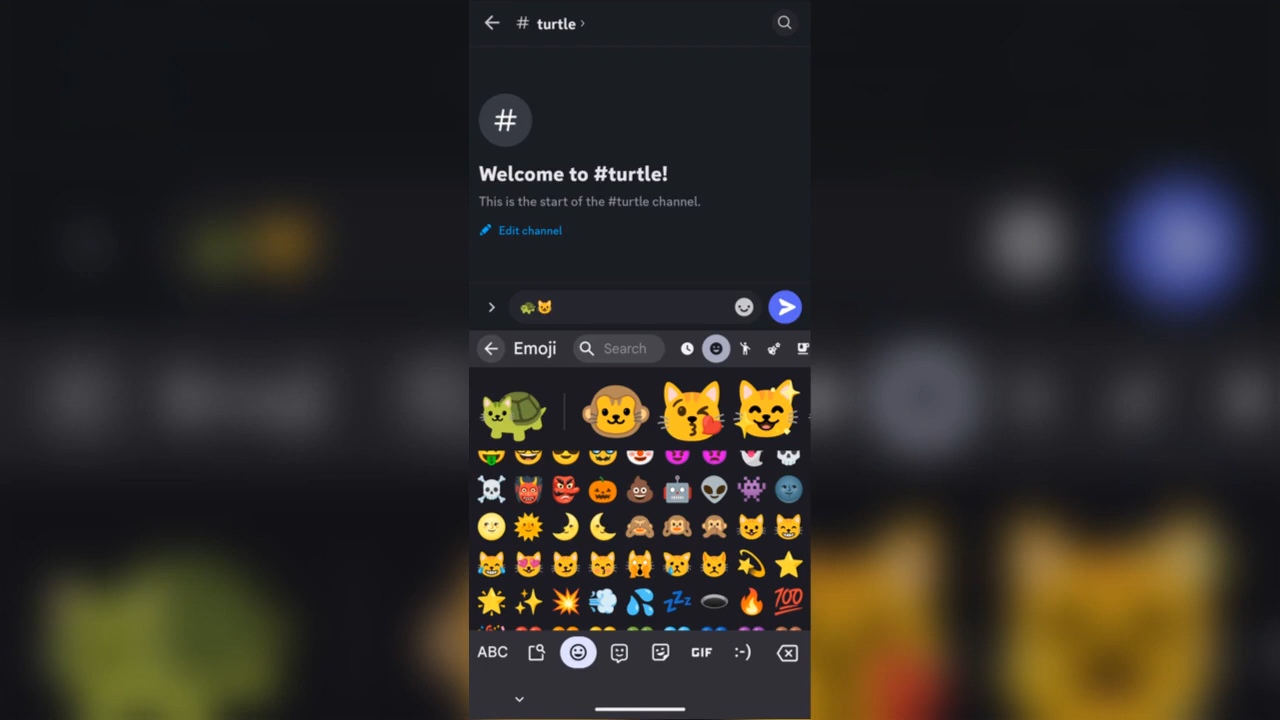 # turtle
#
Welcome to #turtle!
This is the start of the #turtle channel.
Edit channel
🐢🐱
Emoji Search
ABC GIF :-)